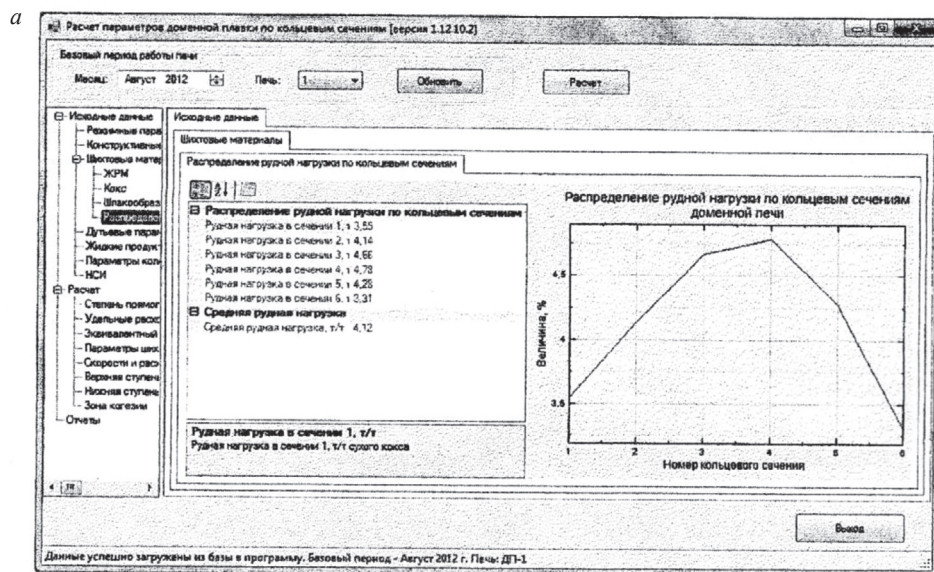 а
Расчет параметров доменной плавки по кольцевым сечениям [версия 1.12.10.2]
Базовый период работы печи
Месяц: Август 2012 Печь: 1 Обновить Расчет
Исходные данные
Режимные пара
Конструктивные
Шихтовые матер
ЖРМ
Кокс
Шлакообраз
Распределе
Дутьевые парам
Жидкие продукт
Параметры кол
НСИ
Расчет
Степень прямог
Удельные расхо
Эквивалентный
Параметры ших
Скорости и расх
Верхняя ступень
Нижняя ступень
Зона когезии
Отчеты
Исходные данные
Шихтовые материалы
Распределение рудной нагрузки по кольцевым сечениям
Распределение рудной нагрузки по кольцевым сечениям
Рудная нагрузка в сечении 1, т 3,55
Рудная нагрузка в сечении 2, т 4,14
Рудная нагрузка в сечении 3, т 4,66
Рудная нагрузка в сечении 4, т 4,78
Рудная нагрузка в сечении 5, т 4,28
Рудная нагрузка в сечении 6, т 3,31
Средняя рудная нагрузка
Средняя рудная нагрузка, т/т 4,12
Рудная нагрузка в сечении 1, т/т
Рудная нагрузка в сечении 1, т/т сухого кокса
Распределение рудной нагрузки по кольцевым сечениям
доменной печи
Величина, %
4,5
4
3,5
1 2 3 4 5 6
Номер кольцевого сечения
Выход
Данные успешно загружены из базы в программу. Базовый период - Август 2012 г. Печь: ДП-1